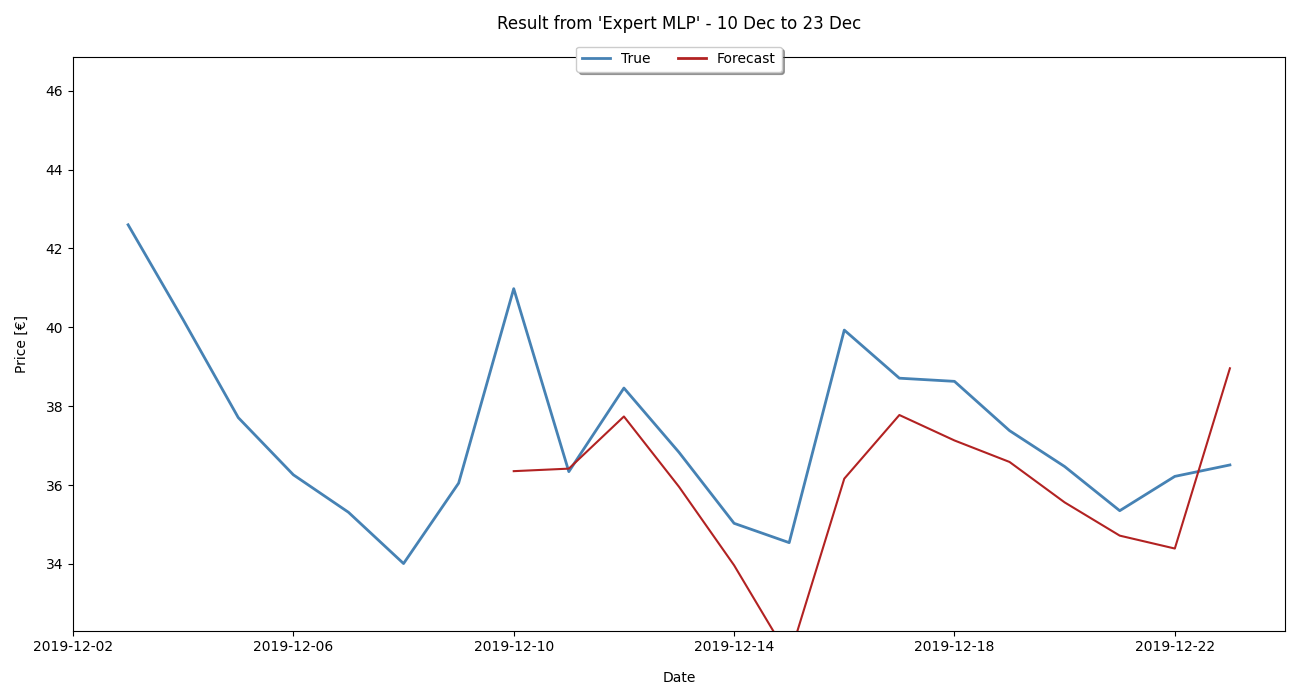 Result from 'Expert MLP' - 10 Dec to 23 Dec
True Forecast
46
44
42
40
38
36
34
Price [€]
2019-12-02 2019-12-06 2019-12-10 2019-12-14 2019-12-18 2019-12-22
Date